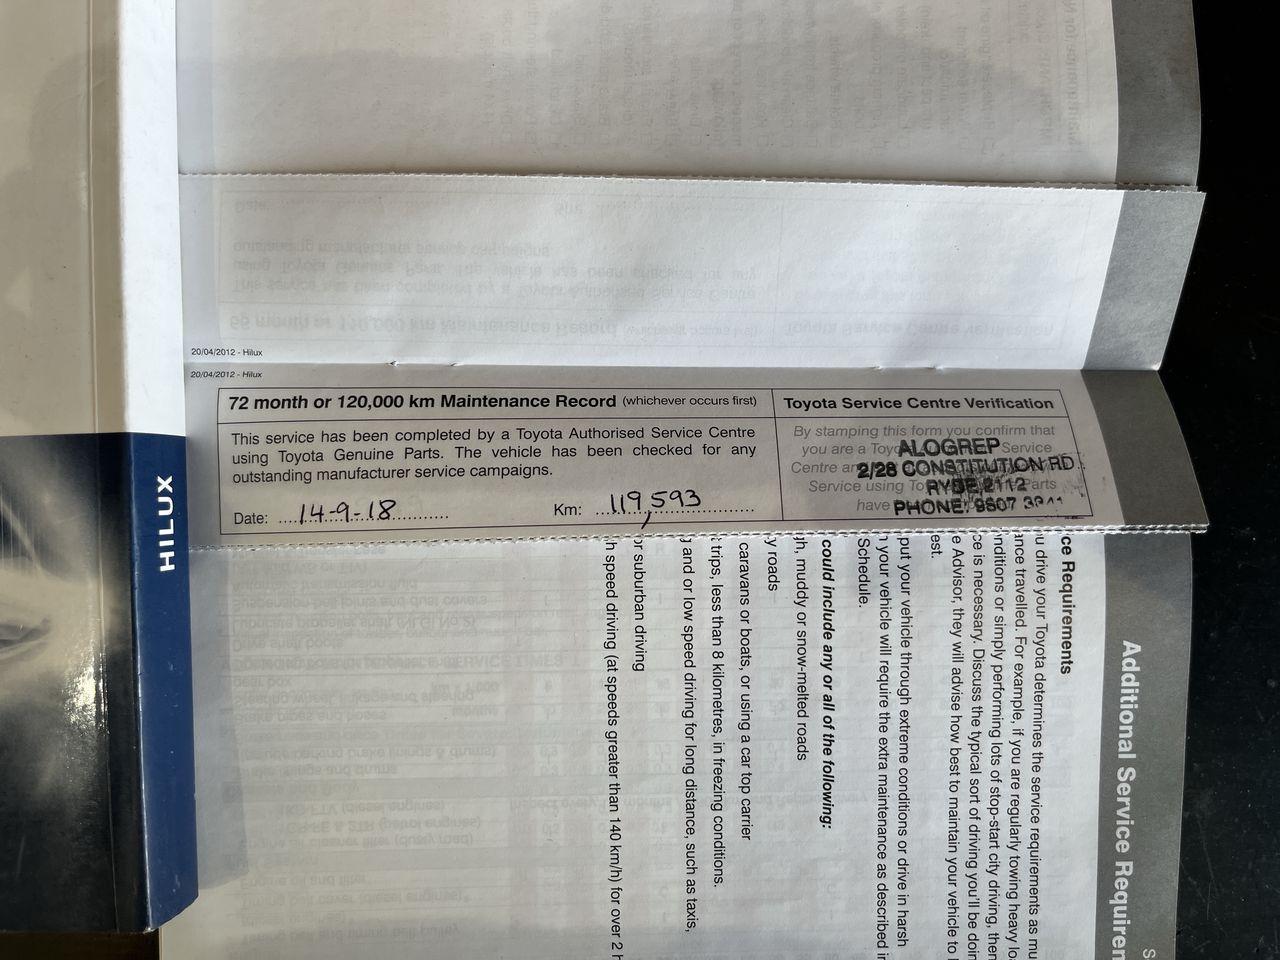 20/04/2012 - Hilux
20/04/2012 - Hilux
72 month or 120,000 km Maintenance Record (whichever occurs first)
This service has been completed by a Toyota Authorised Service Centre
using Toyota Genuine Parts. The vehicle has been checked for any
outstanding manufacturer service campaigns.
Date: 14-9-18 Km: 119,593
Toyota Service Centre Verification
By stamping this form you confirm that
you are a Toyo Service
Centre an
Service using To Parts
have
ALOGREP
2/28 CONSTITUTION RD
RYDE 2112
PHONE: 9807
HILUX
Additional Service Requirem
ce Requirements
u drive your Toyota determines the service requirements as mu
ance travelled. For example, if you are regularly towing heavy lo
nditions or simply performing lots of stop-start city driving, then
ce is necessary. Discuss the typical sort of driving you'll be doin
e Advisor, they will advise how best to maintain your vehicle to
est.
put your vehicle through extreme conditions or drive in harsh
your vehicle will require the extra maintenance as described in
Schedule.
could include any or all of the following:
gh, muddy or snow-melted roads
y roads
caravans or boats, or using a car top carrier
trips, less than 8 kilometres, in freezing conditions.
and or low speed driving for long distance, such as taxis,
or suburban driving
h speed driving (at speeds greater than 140 km/h) for over 2 h